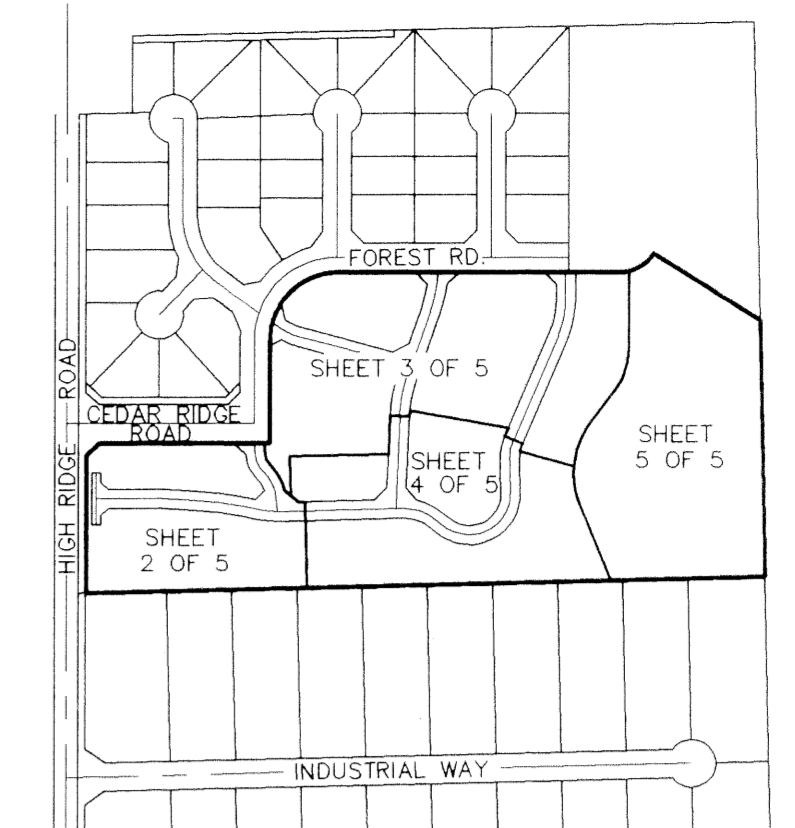 FOREST RD.
SHEET 3 OF 5
CEDAR RIDGE
ROAD
HIGH RIDGE ROAD
SHEET
4 OF 5
SHEET
5 OF 5
SHEET
2 OF 5
INDUSTRIAL WAY